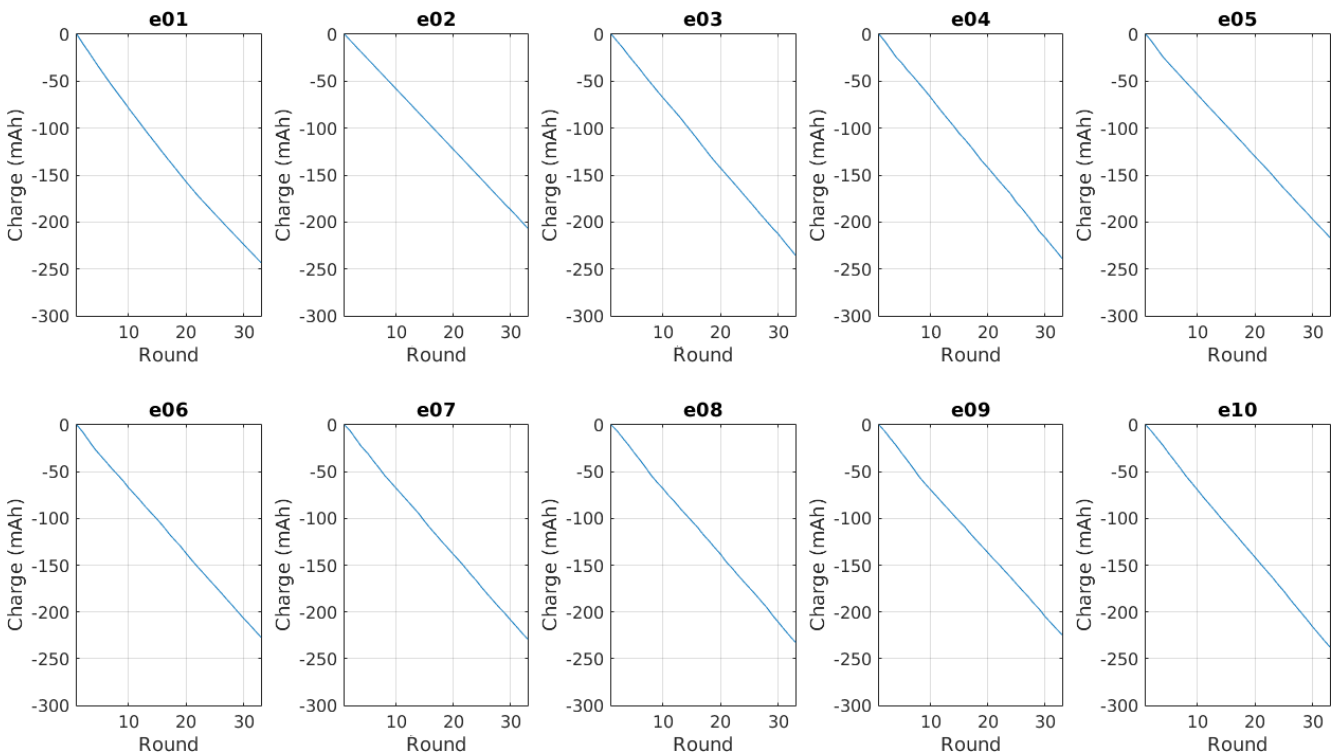 e01 e02 e03 e04 e05
0 0 0 0 0
-50 -50 -50 -50 -50
-100 -100 -100 -100 -100
-150 -150 -150 -150 -150
-200 -200 -200 -200 -200
-250 -250 -250 -250 -250
-300 -300 -300 -300 -300
Charge (mAh) Charge (mAh) Charge (mAh) Charge (mAh) Charge (mAh)
10 20 30 10 20 30 10 20 30 10 20 30 10 20 30
Round Round Round Round Round
e06 e07 e08 e09 e10
0 0 0 0 0
-50 -50 -50 -50 -50
-100 -100 -100 -100 -100
-150 -150 -150 -150 -150
-200 -200 -200 -200 -200
-250 -250 -250 -250 -250
-300 -300 -300 -300 -300
Charge (mAh) Charge (mAh) Charge (mAh) Charge (mAh) Charge (mAh)
10 20 30 10 20 30 10 20 30 10 20 30 10 20 30
Round Round Round Round Round